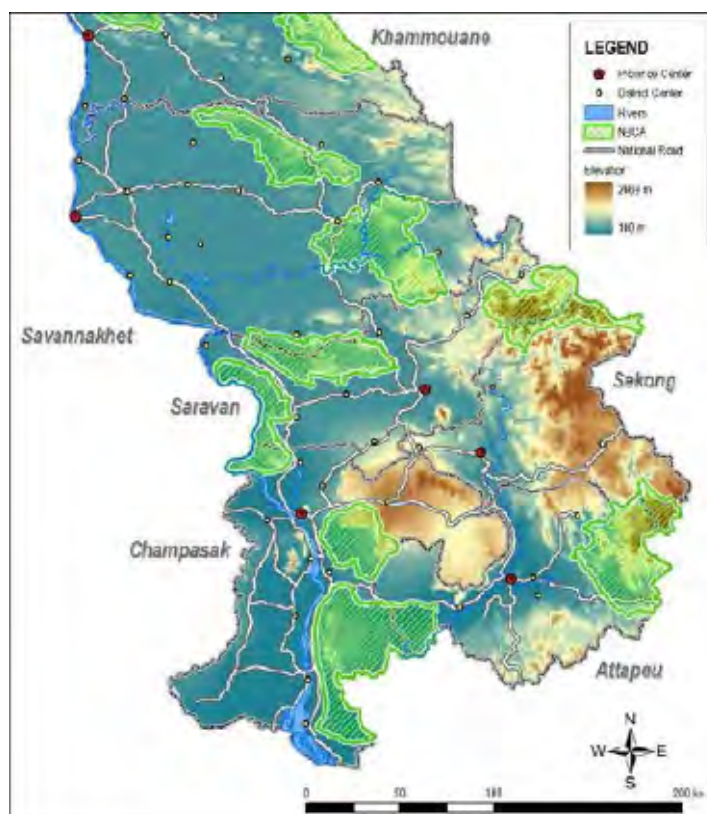 Khammouane
LEGEND
Province Center
District Center
Rivers
NBCA
National Road
Elevation
Savannakhet
Saravan
Sekong
Champasak
Attapeu
N
W E
S
0 50 100 200